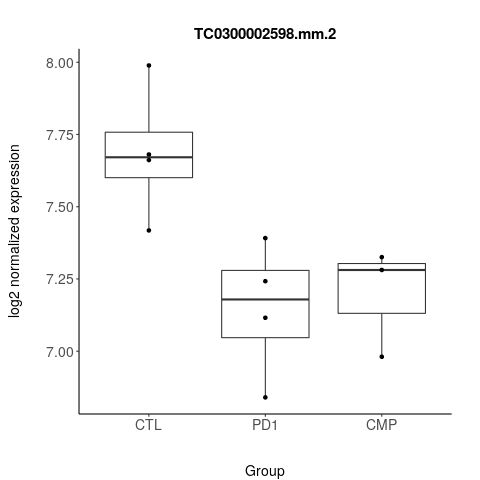 TC0300002598.mm.2
8.00
7.75
7.50
7.25
7.00
log2 normalized expression
CTL PD1 CMP
Group